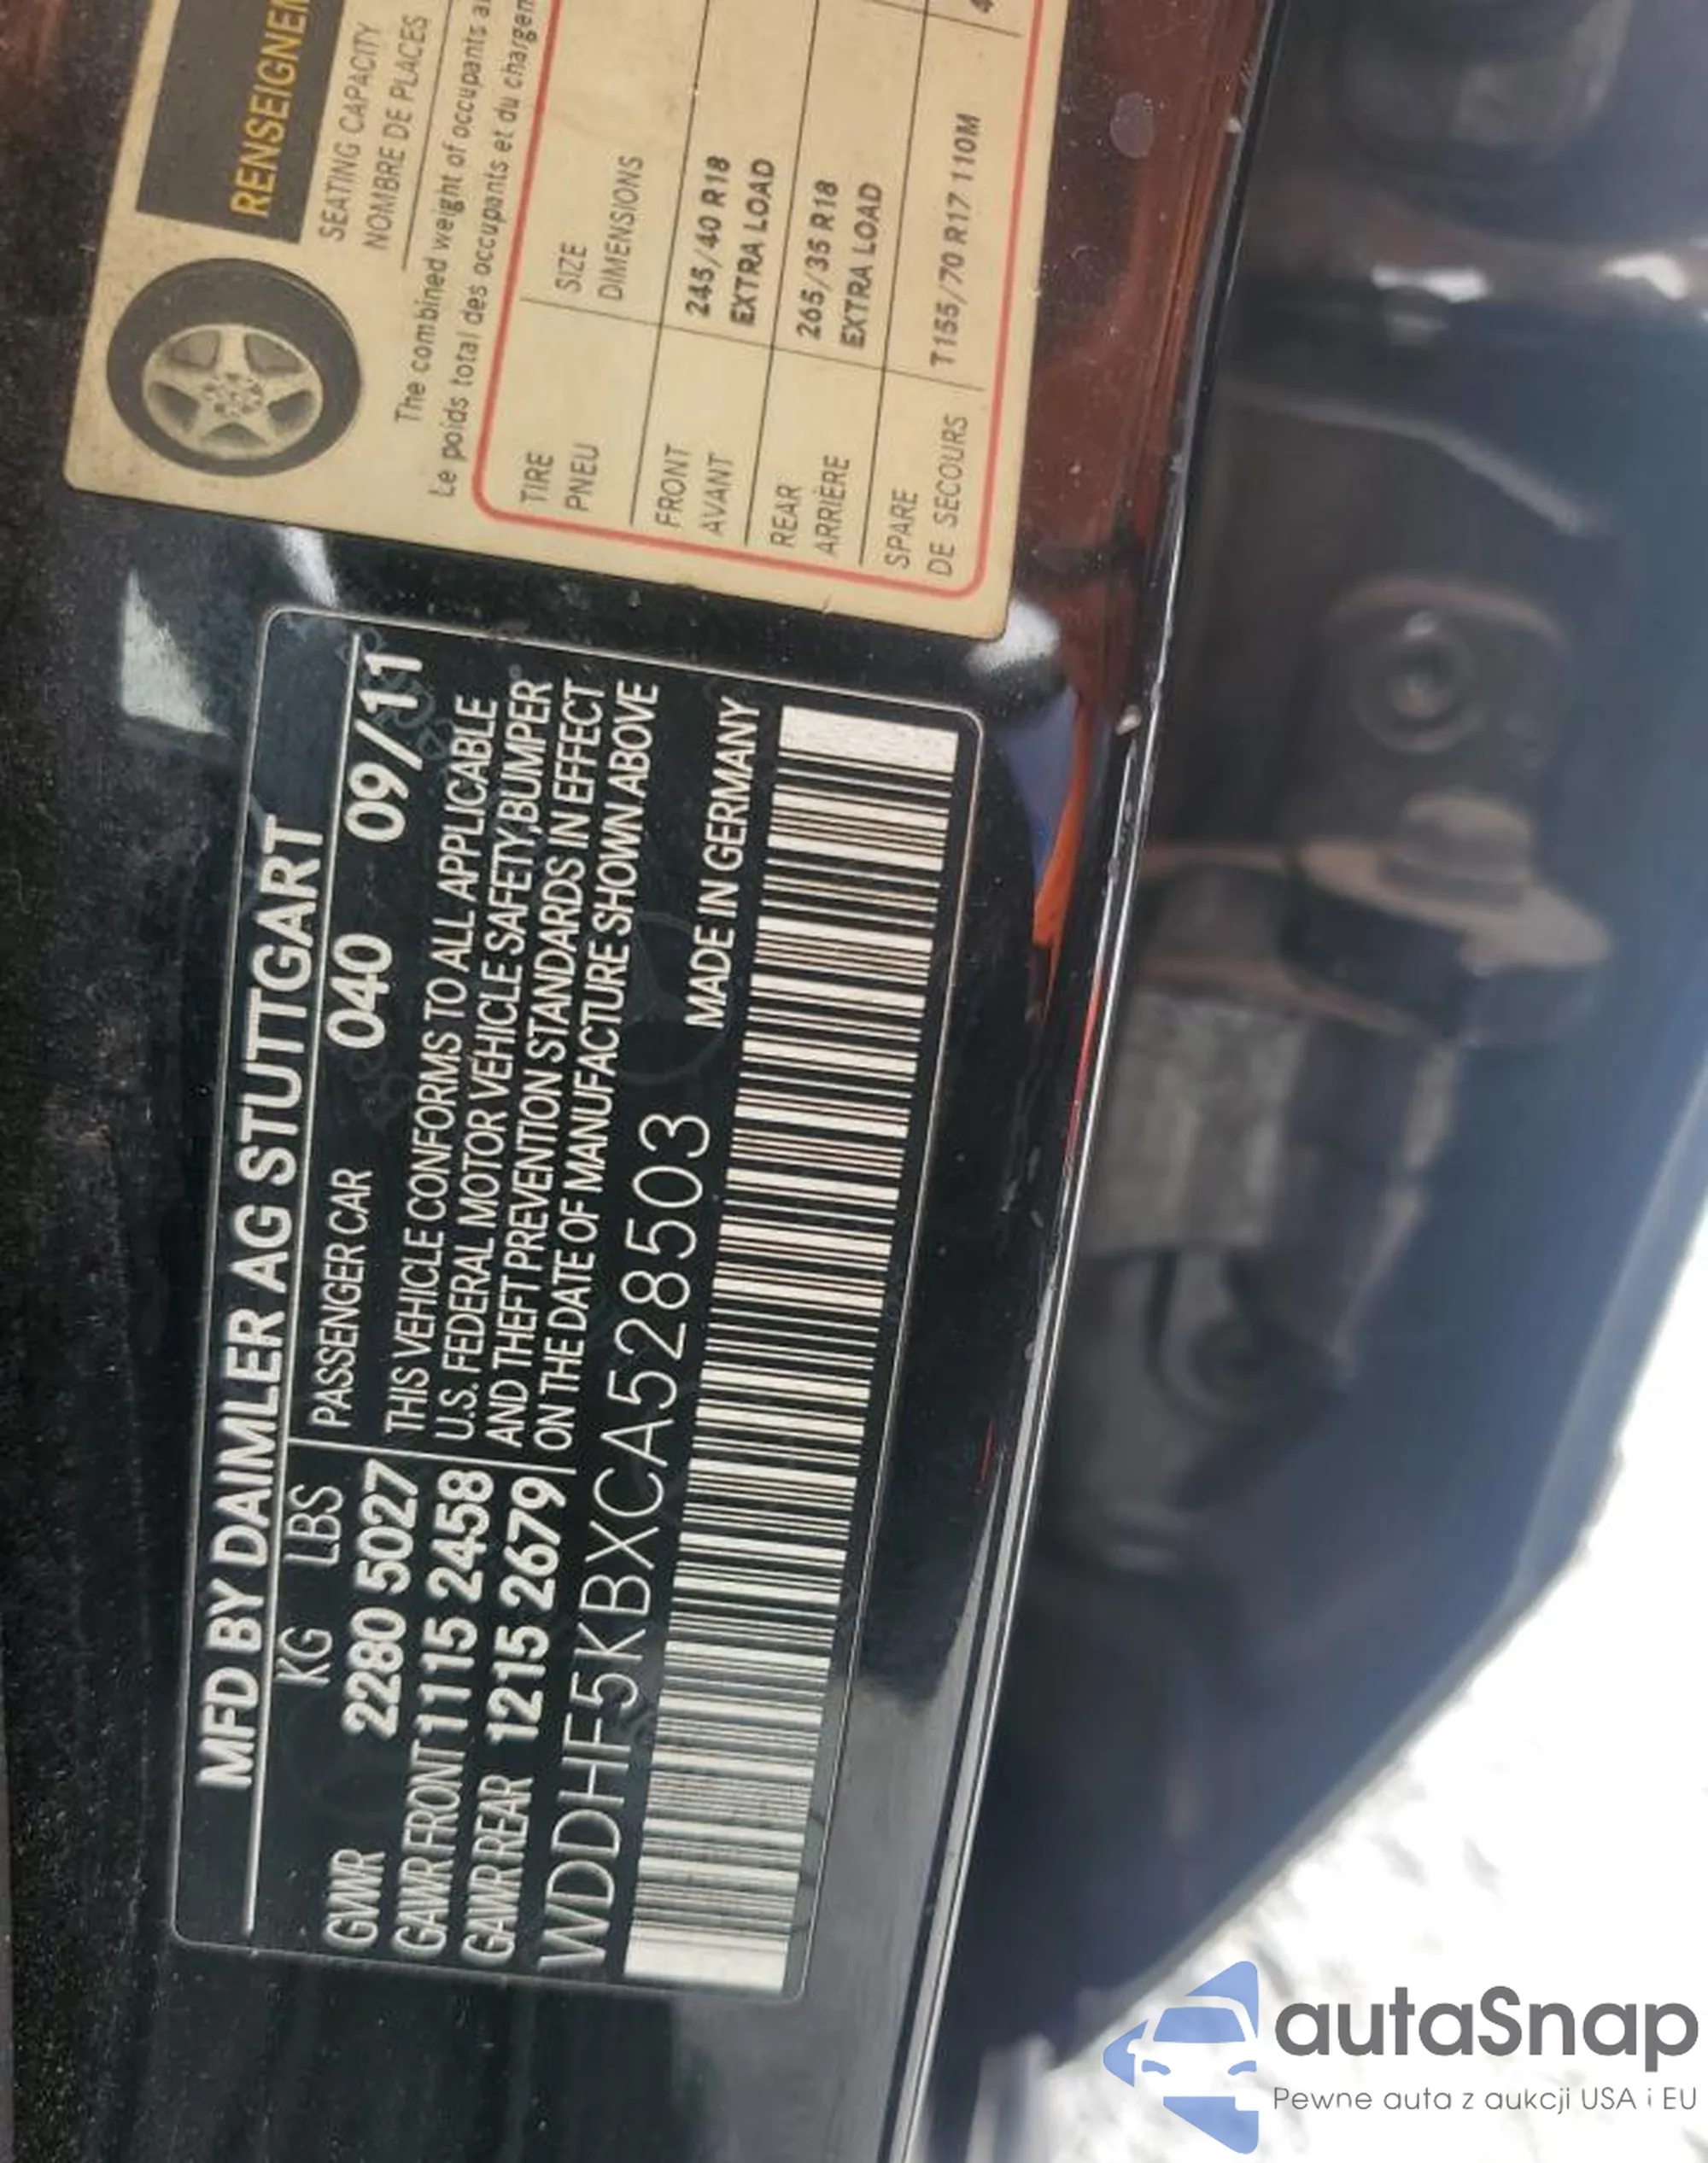 MFD BY DAIMLER AG STUTTGART
KG LBS PASSENGER CAR 040 09/11
GVWR 2280 5027 THIS VEHICLE CONFORMS TO ALL APPLICABLE
GAWR FRONT 1115 2458 U.S. FEDERAL MOTOR VEHICLE SAFETY,BUMPER
GAWR REAR 1215 2679 AND THEFT PREVENTION STANDARDS IN EFFECT
ON THE DATE OF MANUFACTURE SHOWN ABOVE
WDDHF5KBXCA528503 MADE IN GERMANY
SEATING CAPACITY
NOMBRE DE PLACES
The combined weight of occupants
Le poids total des occupants et du
TIRE SIZE
PNEU DIMENSIONS
FRONT 245/40 R18
AVANT EXTRA LOAD
REAR 265/35 R18
ARRIÈRE EXTRA LOAD
SPARE T155/70 R17 110M
DE SECOURS
autaSnap
Pewne auta z aukcji USA i EU